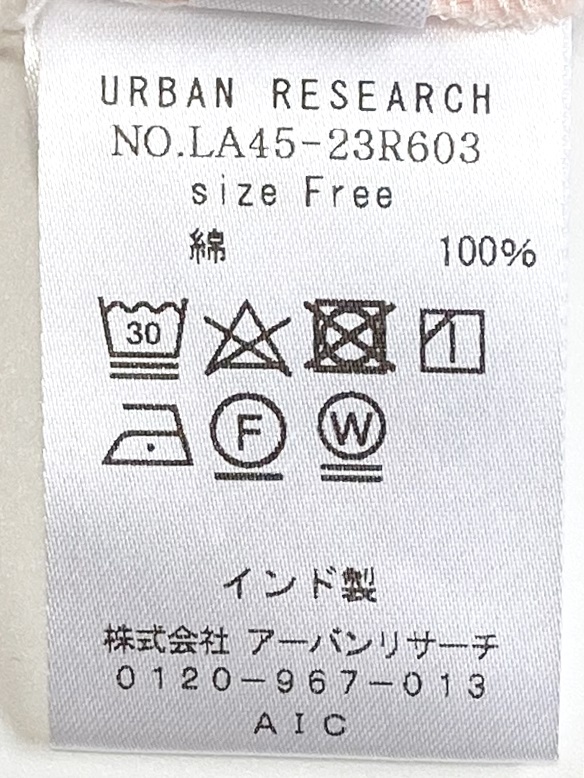 URBAN RESEARCH
NO.LA45-23R603
size Free
綿 100%
30
F W
インド製
株式会社 アーバンリサーチ
0120-967-013
AIC